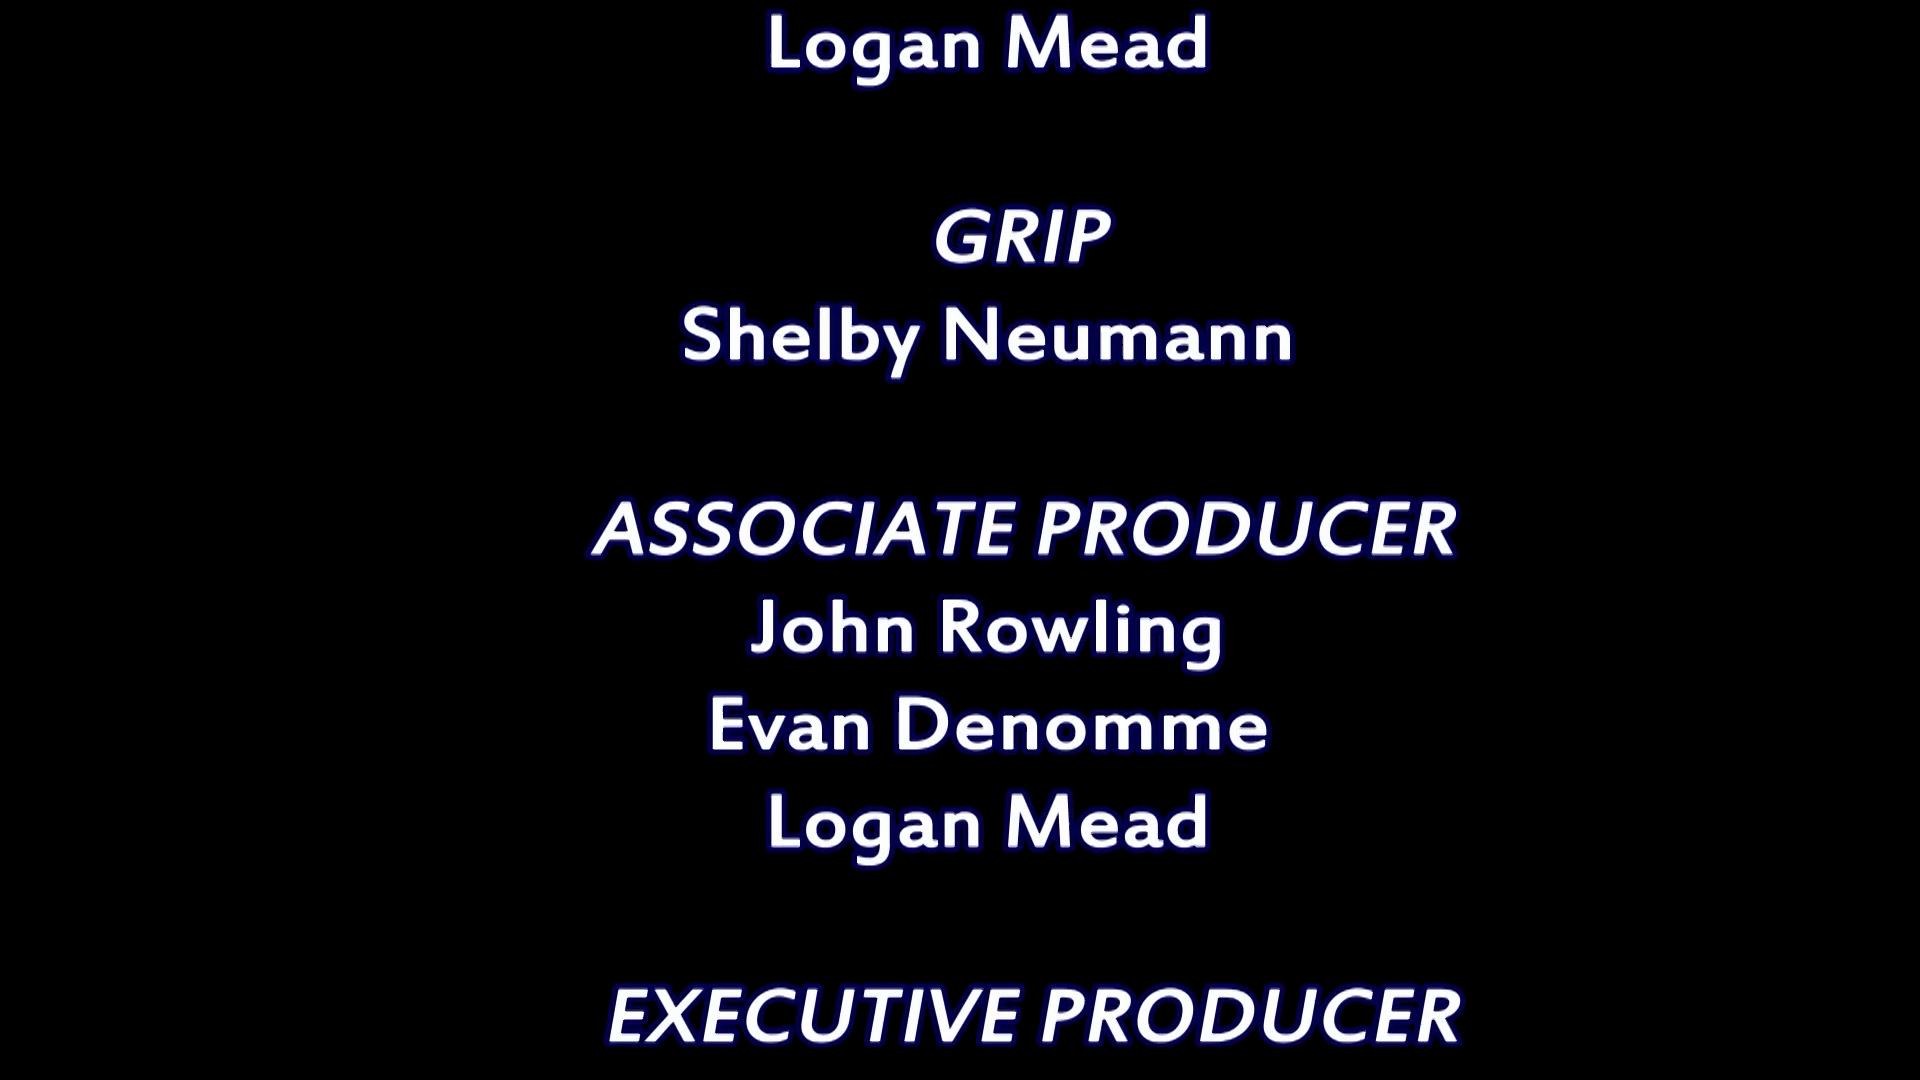 Logan Mead
GRIP
Shelby Neumann
ASSOCIATE PRODUCER
John Rowling
Evan Denomme
Logan Mead
EXECUTIVE PRODUCER